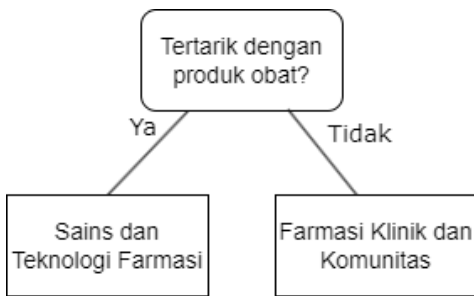 Tertarik dengan
produk obat?
Ya
Tidak
Sains dan
Teknologi Farmasi
Farmasi Klinik dan
Komunitas